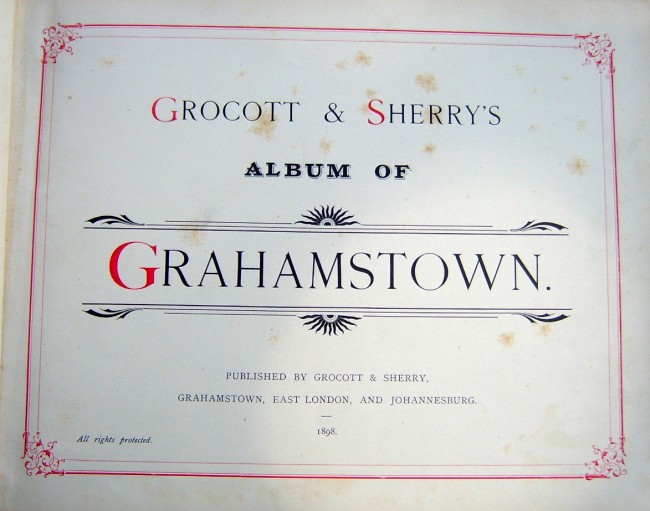 GROCOTT & SHERRY'S
ALBUM OF
GRAHAMSTOWN.
PUBLISHED BY GROCOTT & SHERRY,
GRAHAMSTOWN, EAST LONDON, AND JOHANNESBURG.
1898.
All rights protected.